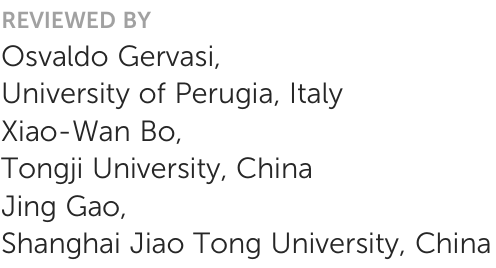 REVIEWED BY
Osvaldo Gervasi,
University of Perugia, Italy
Xiao-Wan Bo,
Tongji University, China
Jing Gao,
Shanghai Jiao Tong University, China